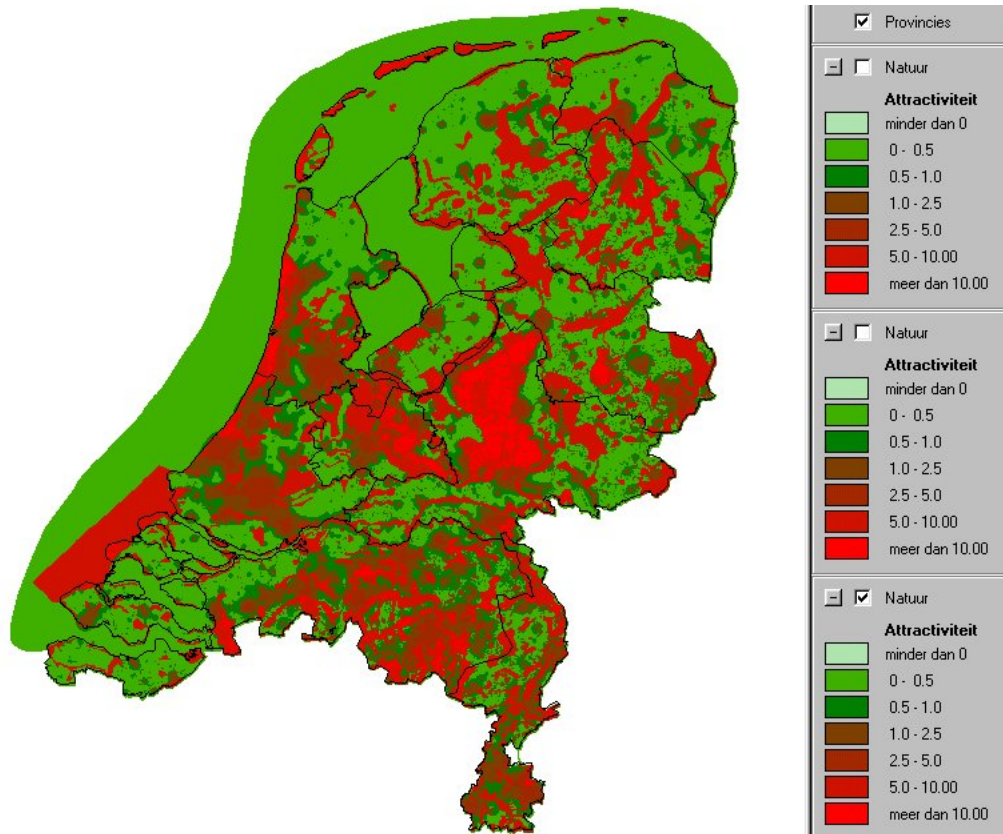 Provincies
Natuur
Attractiviteit
minder dan 0
0 - 0.5
0.5 - 1.0
1.0 - 2.5
2.5 - 5.0
5.0 - 10.00
meer dan 10.00
Natuur
Attractiviteit
minder dan 0
0 - 0.5
0.5 - 1.0
1.0 - 2.5
2.5 - 5.0
5.0 - 10.00
meer dan 10.00
Natuur
Attractiviteit
minder dan 0
0 - 0.5
0.5 - 1.0
1.0 - 2.5
2.5 - 5.0
5.0 - 10.00
meer dan 10.00